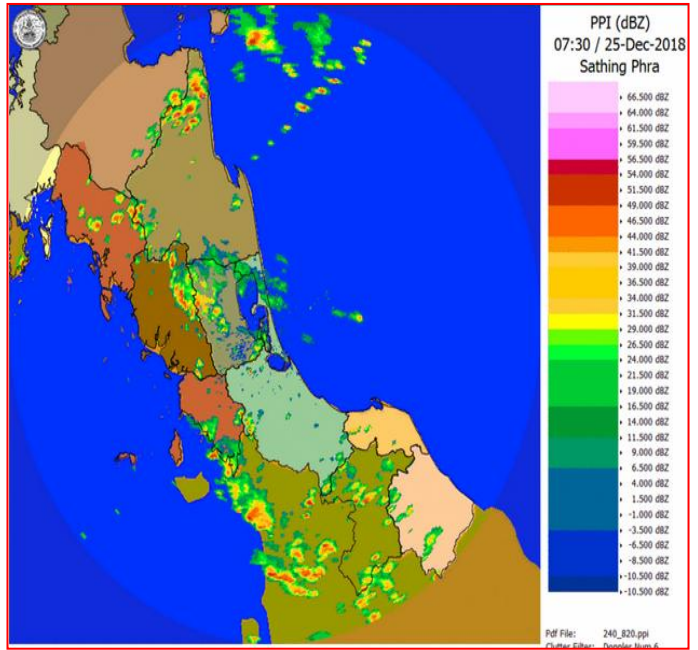 PPI (dBZ)
07:30 / 25-Dec-2018
Sathing Phra
66.500 dBZ
64.000 dBZ
61.500 dBZ
59.500 dBZ
56.500 dBZ
54.000 dBZ
51.500 dBZ
49.000 dBZ
46.500 dBZ
44.000 dBZ
41.500 dBZ
39.000 dBZ
36.500 dBZ
34.000 dBZ
31.500 dBZ
29.000 dBZ
26.500 dBZ
24.000 dBZ
21.500 dBZ
19.000 dBZ
16.500 dBZ
14.000 dBZ
11.500 dBZ
9.000 dBZ
6.500 dBZ
4.000 dBZ
1.500 dBZ
-1.000 dBZ
-3.500 dBZ
-6.500 dBZ
-8.500 dBZ
-10.500 dBZ
-10.500 dBZ
Pdf File: 240_820.ppi
Clutter Filter: Doppler Num 6